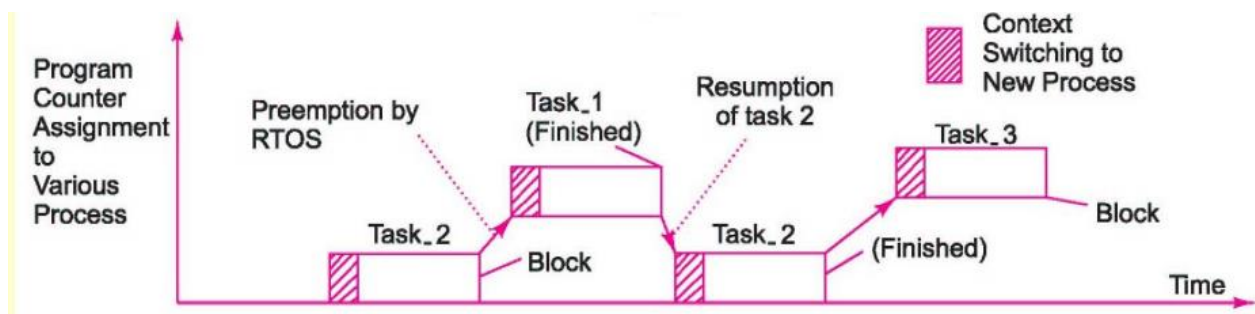 Program
Counter
Assignment
to
Various
Process
Preemption by
RTOS
Task_1
(Finished)
Resumption
of task 2
Context
Switching to
New Process
Task_3
Block
Task_2
Block
Task_2
(Finished)
Time